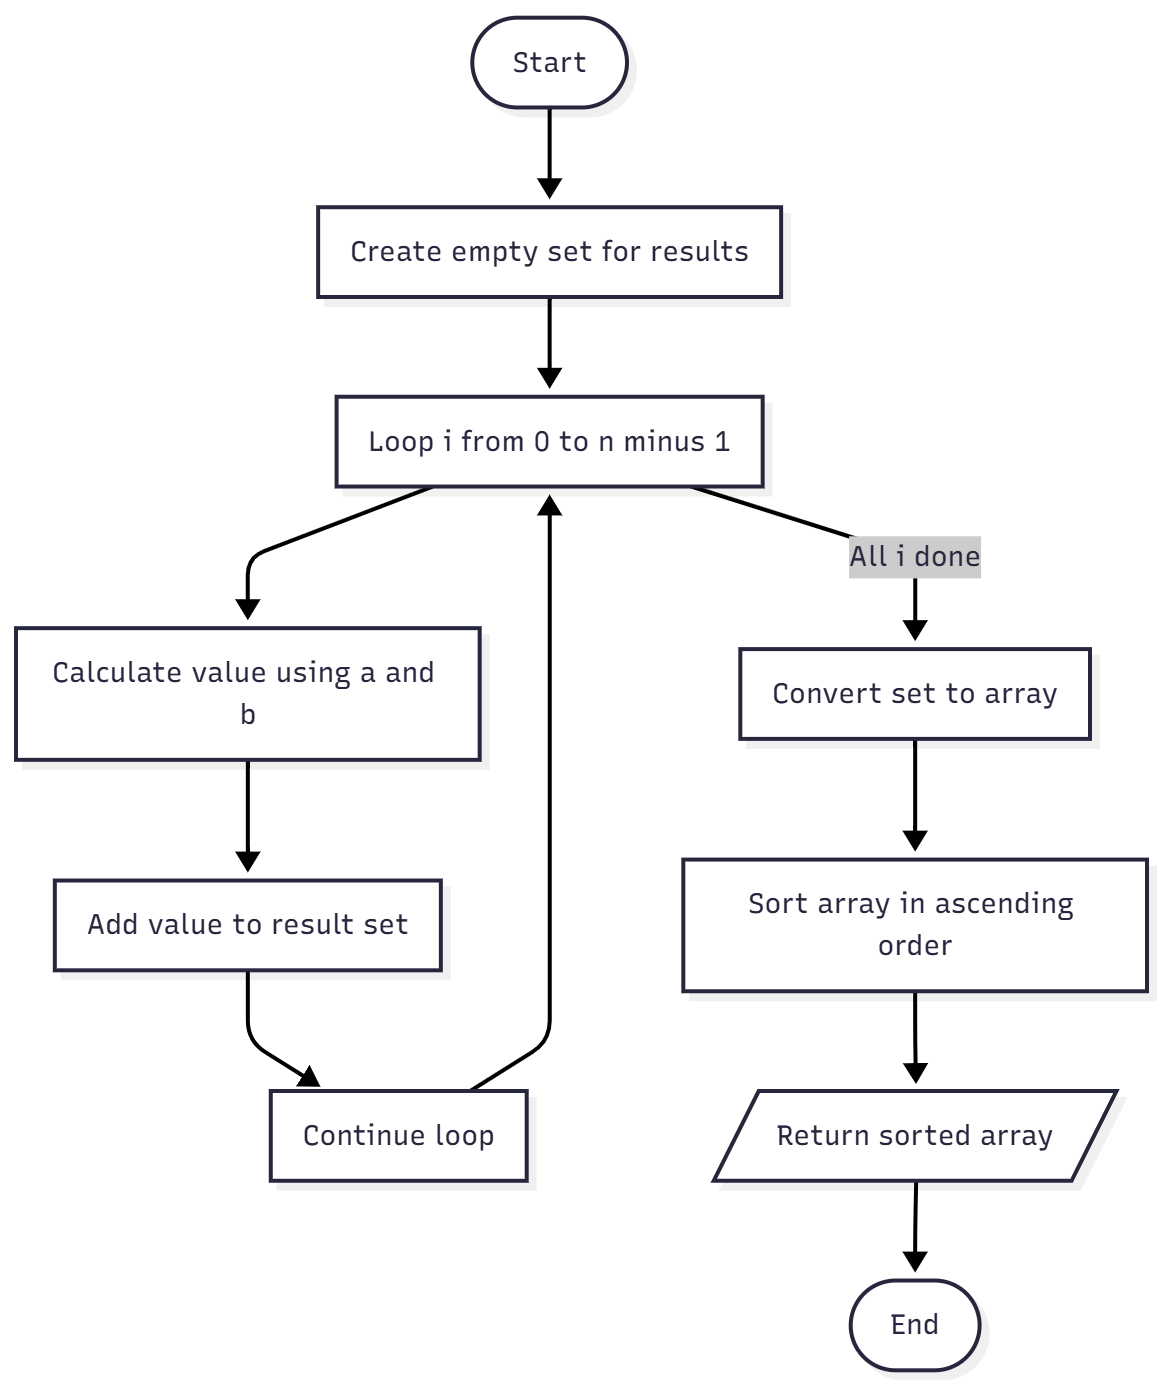 Start
Create empty set for results
Loop i from 0 to n minus 1
All i done
Calculate value using a and
b
Convert set to array
Add value to result set
Sort array in ascending
order
Continue loop
Return sorted array
End